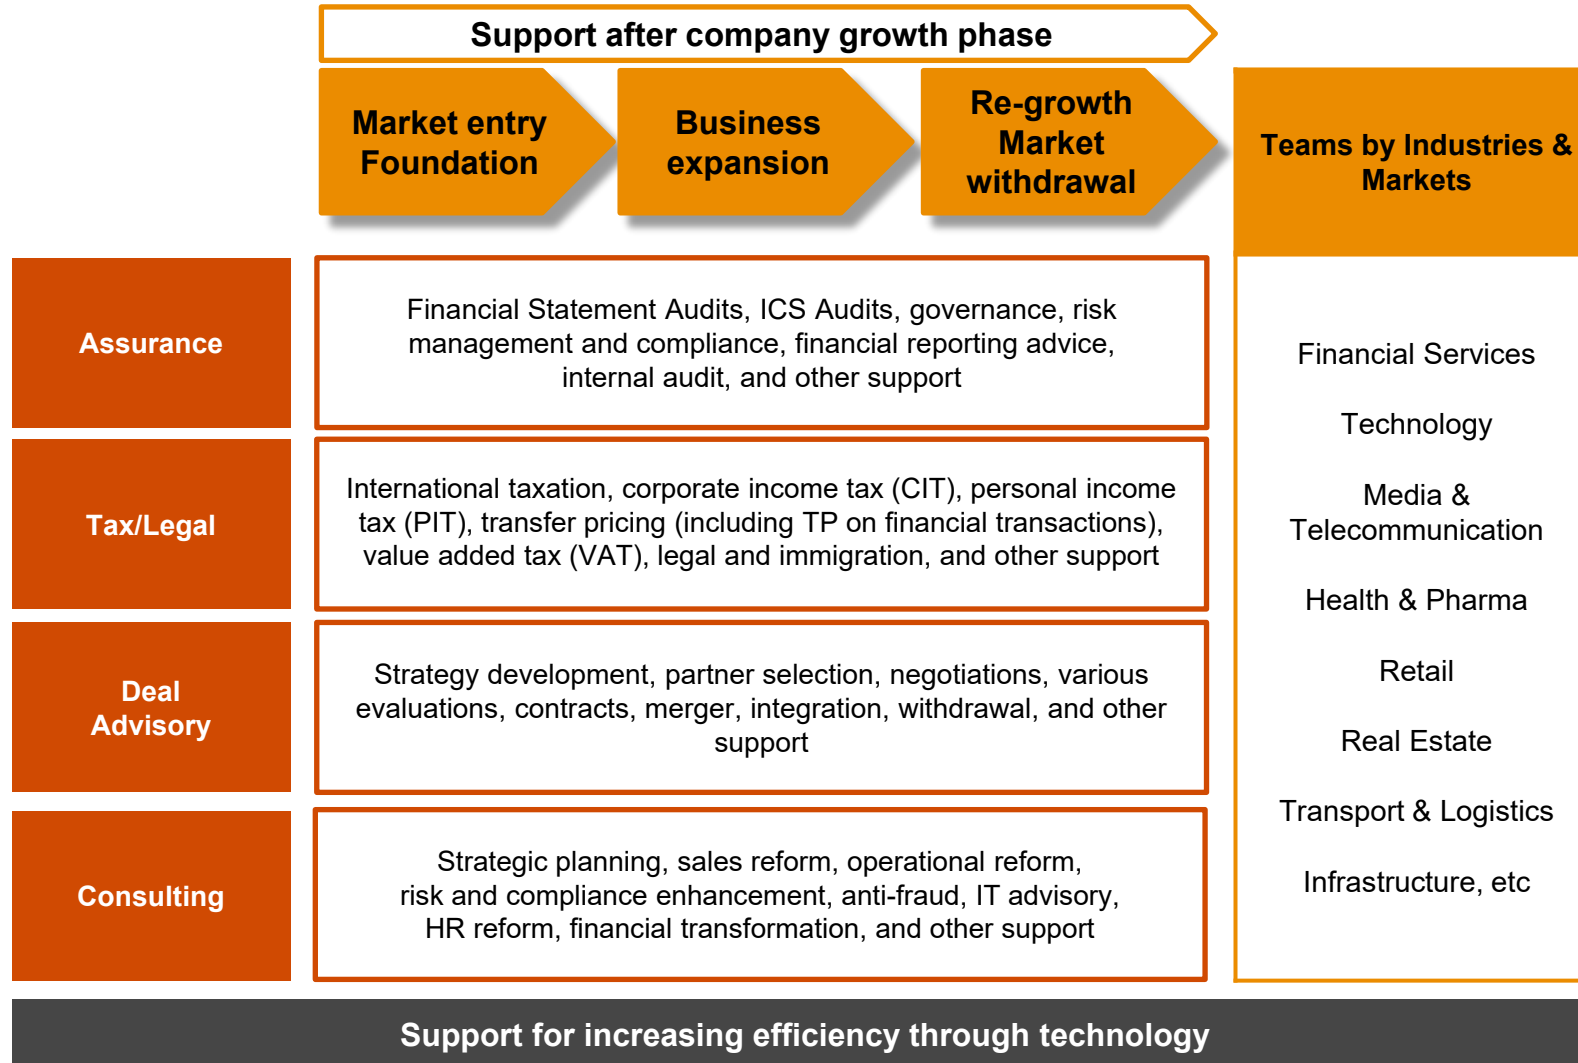 Support after company growth phase
Market entry
Foundation
Business
expansion
Re-growth
Market
withdrawal
Teams by Industries &
Markets
Assurance
Financial Statement Audits, ICS Audits, governance, risk
management and compliance, financial reporting advice,
internal audit, and other support
Tax/Legal
International taxation, corporate income tax (CIT), personal income
tax (PIT), transfer pricing (including TP on financial transactions),
value added tax (VAT), legal and immigration, and other support
Deal
Advisory
Strategy development, partner selection, negotiations, various
evaluations, contracts, merger, integration, withdrawal, and other
support
Consulting
Strategic planning, sales reform, operational reform,
risk and compliance enhancement, anti-fraud, IT advisory,
HR reform, financial transformation, and other support
Financial Services
Technology
Media &
Telecommunication
Health & Pharma
Retail
Real Estate
Transport & Logistics
Infrastructure, etc
Support for increasing efficiency through technology